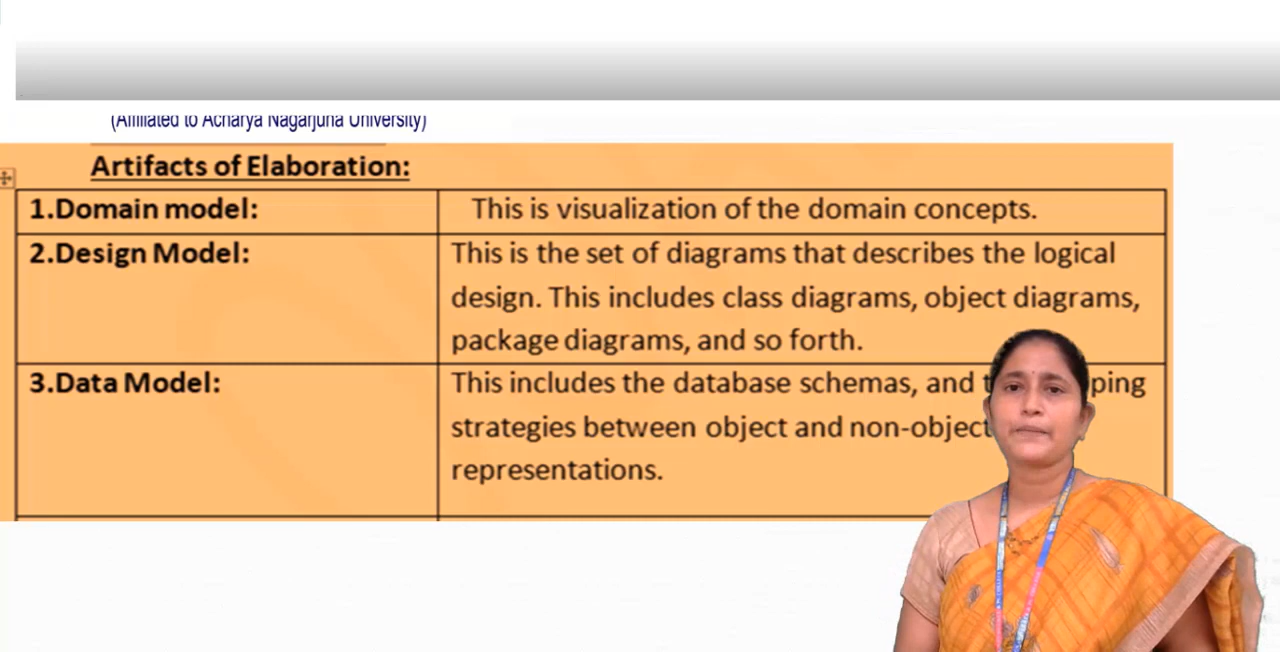 (Affiliated to Acharya Nagarjuna University)
Artifacts of Elaboration:
1.Domain model: This is visualization of the domain concepts.
2.Design Model: This is the set of diagrams that describes the logical
design. This includes class diagrams, object diagrams,
package diagrams, and so forth.
3.Data Model: This includes the database schemas, and
strategies between object and non-object
representations.